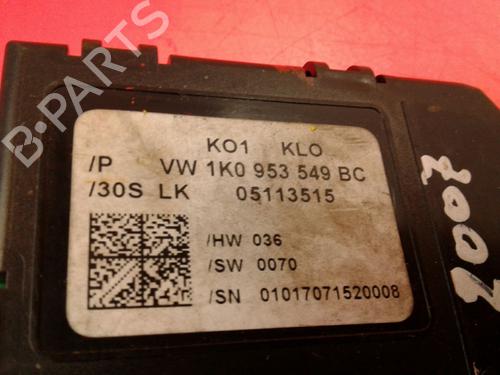 B-PARTS
KO1 KLO
/P VW 1K0 953 549 BC
/30S LK 05113515
/HW 036
/SW 0070
/SN 01017071520008
2007